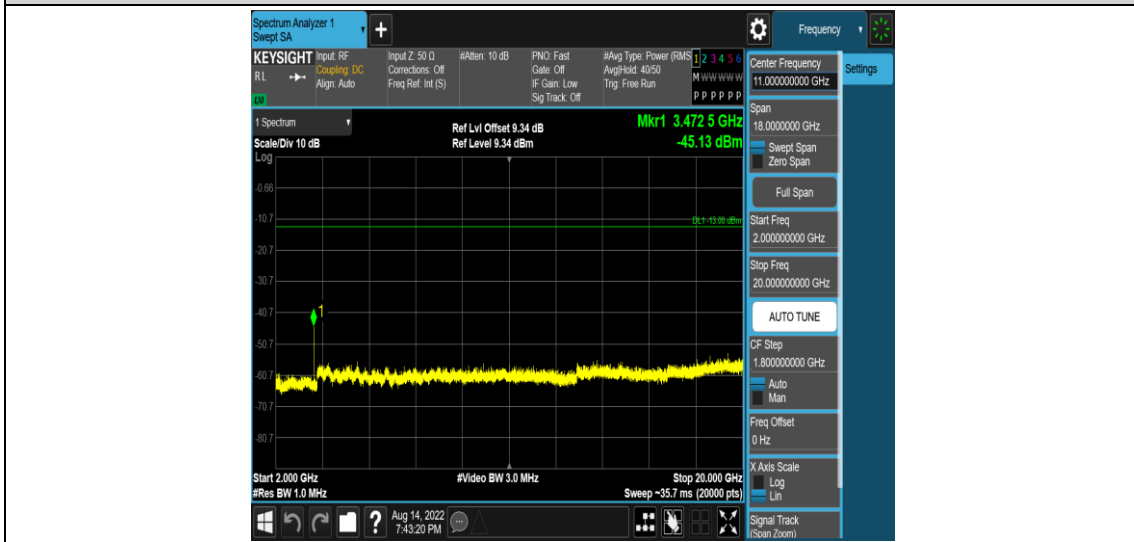 Spectrum Analyzer 1
Swept SA
+
Frequency
KEYSIGHT
Input: RF
Input Z: 50 Ω
#Atten: 10 dB
PNO: Fast
#Avg Type: Power (RMS
1 2 3 4 5 6
RL
Coupling: DC
Corrections: Off
Gate: Off
Avg|Hold: 40/50
M W W W W W
Align: Auto
Freq Ref: Int (S)
IF Gain: Low
Trig: Free Run
Sig Track: Off
P P P P P P
Center Frequency
11.000000000 GHz
Settings
Span
18.0000000 GHz
Swept Span
Zero Span
Full Span
Start Freq
2.000000000 GHz
Stop Freq
20.000000000 GHz
AUTO TUNE
CF Step
1.800000000 GHz
Auto
Man
Freq Offset
0 Hz
X Axis Scale
Log
Lin
Signal Track
(Span Zoom)
1 Spectrum
Ref Lvl Offset 9.34 dB
Mkr1 3.472 5 GHz
Scale/Div 10 dB
Ref Level 9.34 dBm
-45.13 dBm
Log
-0.66
-10.7
DL1 -13.00 dBm
-20.7
-30.7
-40.7
1
-50.7
-60.7
-70.7
-80.7
Start 2.000 GHz
#Video BW 3.0 MHz
Stop 20.000 GHz
#Res BW 1.0 MHz
Sweep ~35.7 ms (20000 pts)
?
Aug 14, 2022
7:43:20 PM